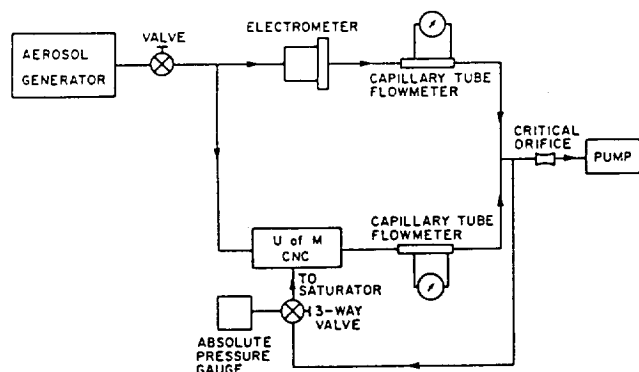 VALVE
ELECTROMETER
AEROSOL
GENERATOR
CAPILLARY TUBE
FLOWMETER
CRITICAL
ORIFICE
PUMP
CAPILLARY TUBE
FLOWMETER
U of M
CNC
TO
SATURATOR
3-WAY
VALVE
ABSOLUTE
PRESSURE
GAUGE